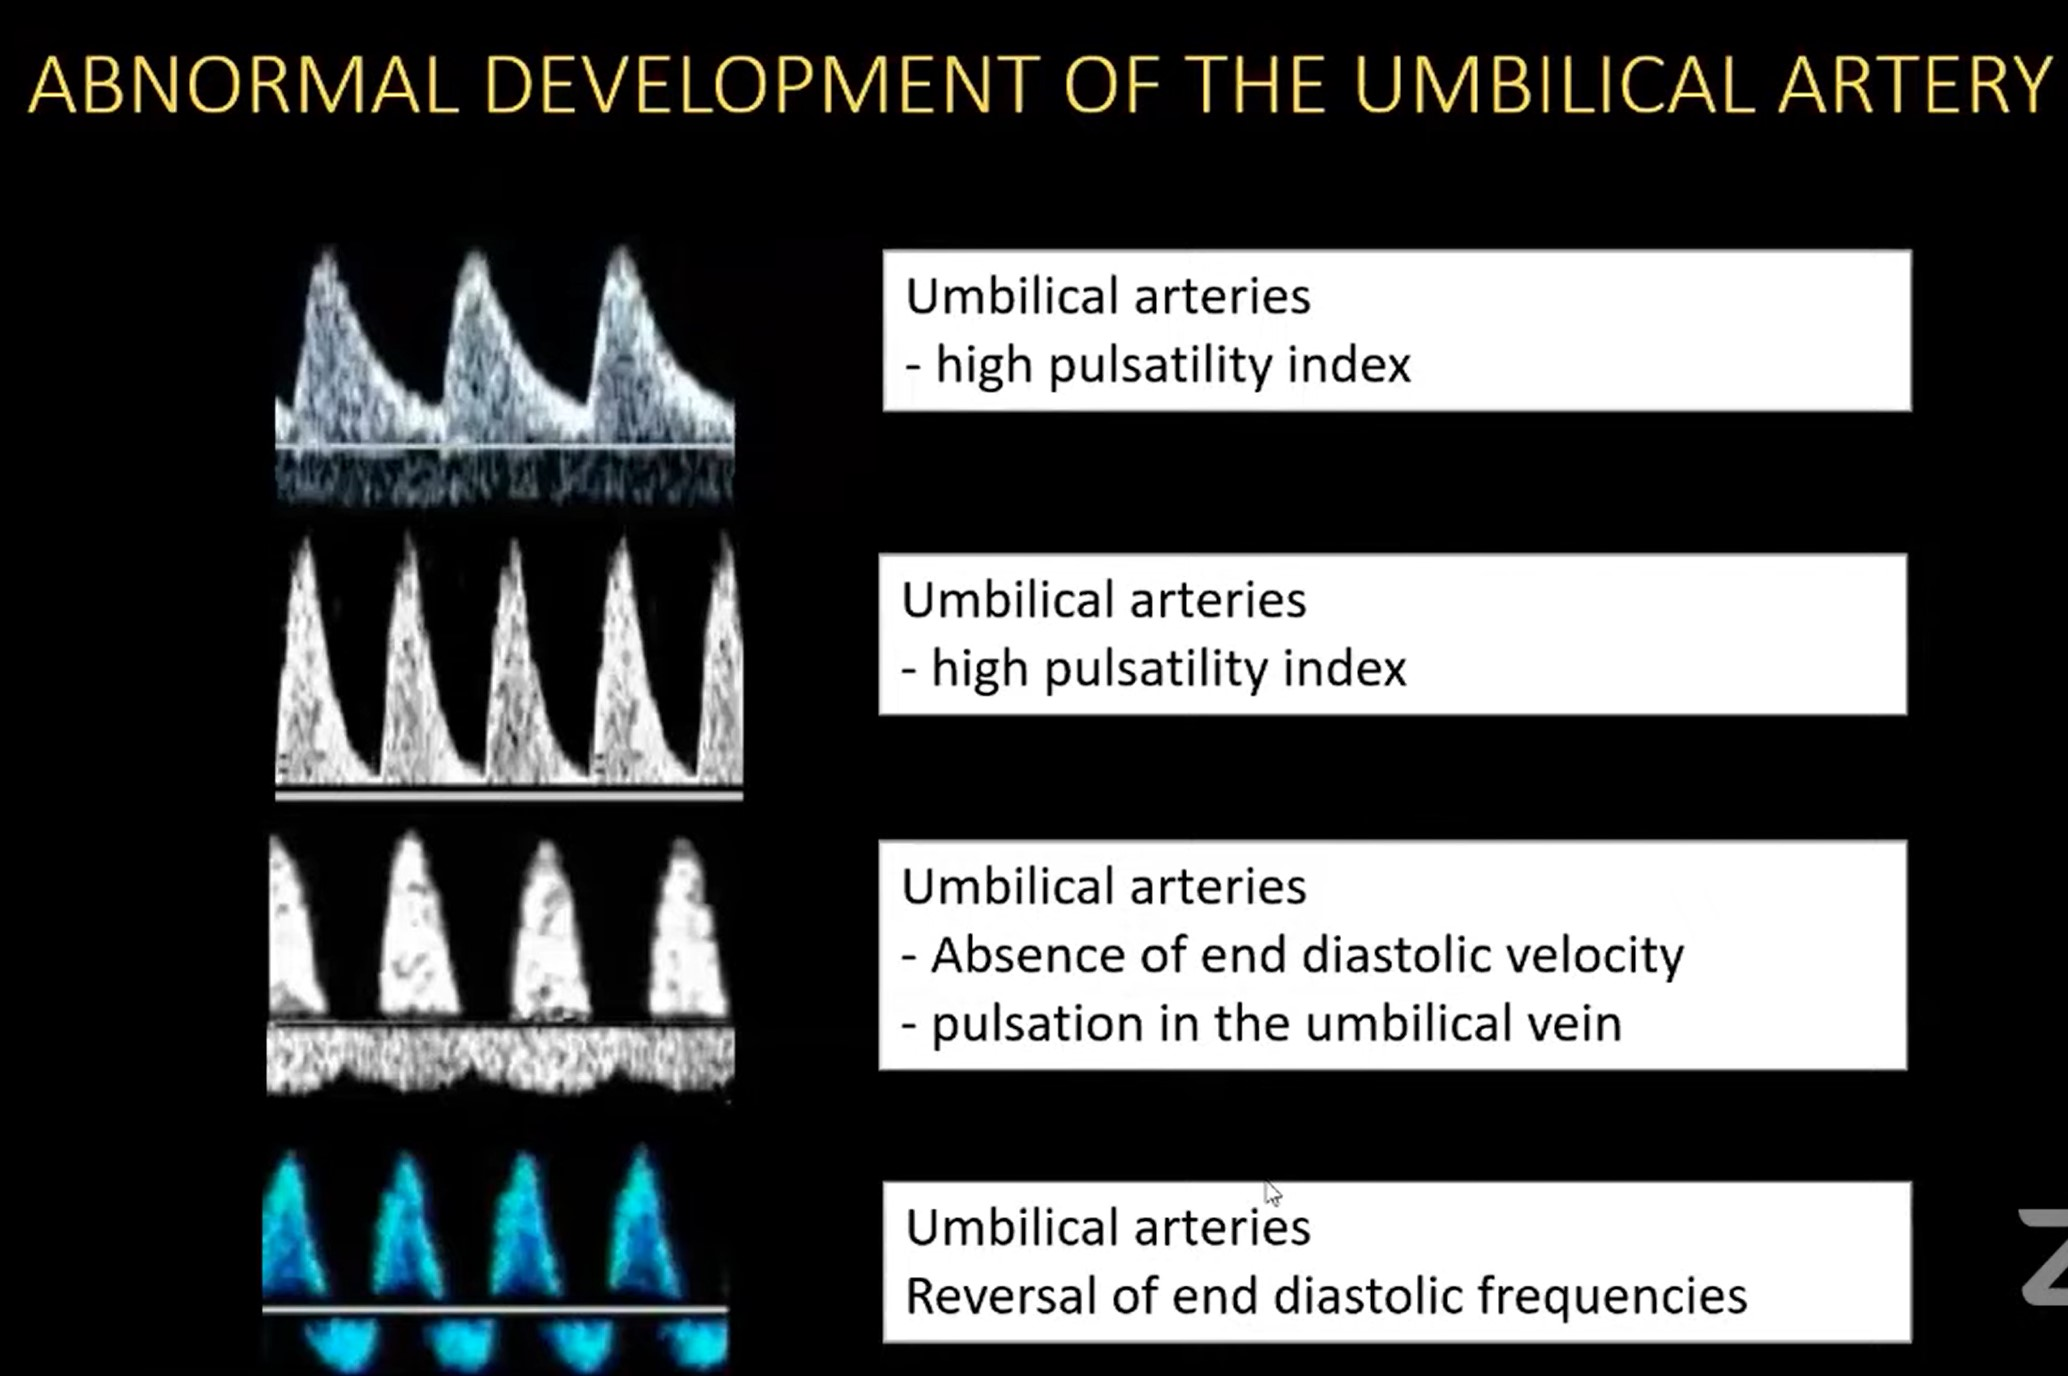 ABNORMAL DEVELOPMENT OF THE UMBILICAL ARTERY
Umbilical arteries
- high pulsatility index
Umbilical arteries
- high pulsatility index
Umbilical arteries
- Absence of end diastolic velocity
- pulsation in the umbilical vein
Umbilical arteries
Reversal of end diastolic frequencies